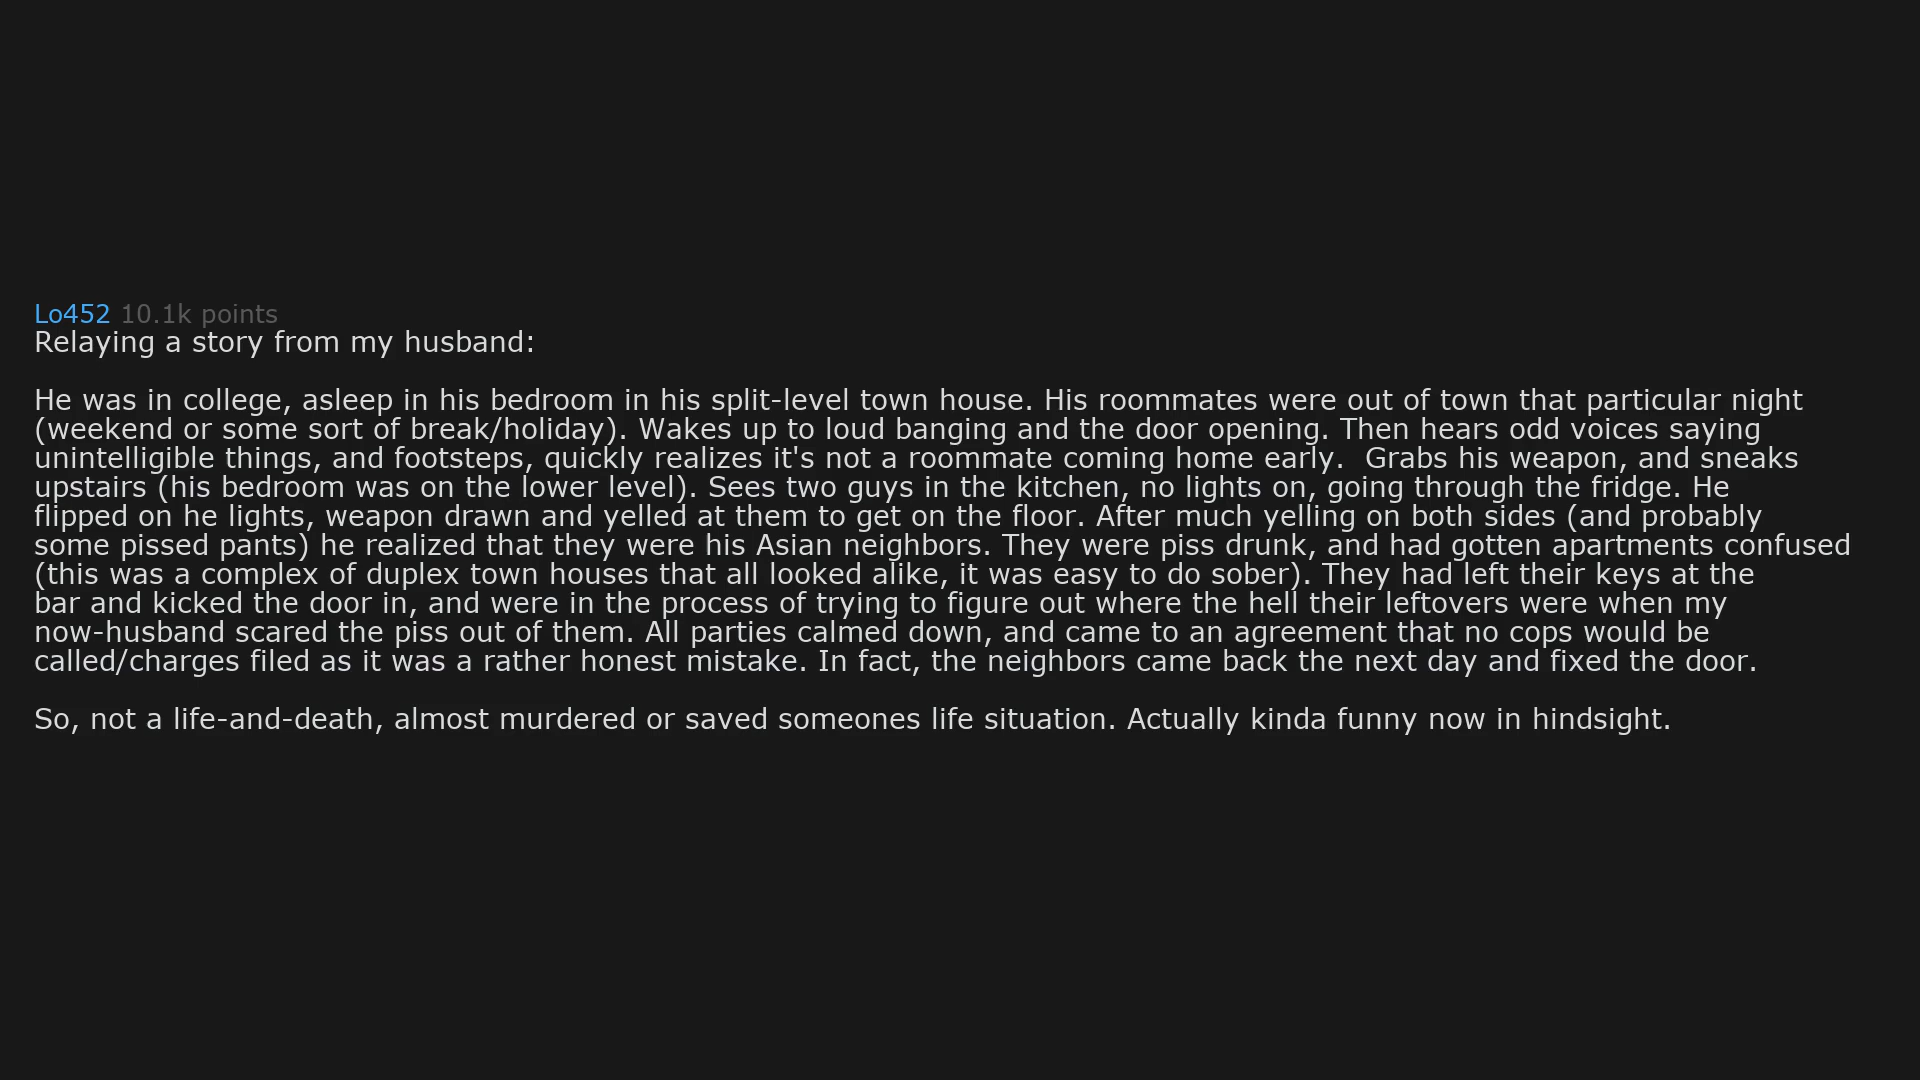 Lo452 10.1k points
Relaying a story from my husband:
He was in college, asleep in his bedroom in his split-level town house. His roommates were out of town that particular night
(weekend or some sort of break/holiday). Wakes up to loud banging and the door opening. Then hears odd voices saying
unintelligible things, and footsteps, quickly realizes it's not a roommate coming home early.  Grabs his weapon, and sneaks
upstairs (his bedroom was on the lower level). Sees two guys in the kitchen, no lights on, going through the fridge. He
flipped on he lights, weapon drawn and yelled at them to get on the floor. After much yelling on both sides (and probably
some pissed pants) he realized that they were his Asian neighbors. They were piss drunk, and had gotten apartments confused
(this was a complex of duplex town houses that all looked alike, it was easy to do sober). They had left their keys at the
bar and kicked the door in, and were in the process of trying to figure out where the hell their leftovers were when my
now-husband scared the piss out of them. All parties calmed down, and came to an agreement that no cops would be
called/charges filed as it was a rather honest mistake. In fact, the neighbors came back the next day and fixed the door.
So, not a life-and-death, almost murdered or saved someones life situation. Actually kinda funny now in hindsight.